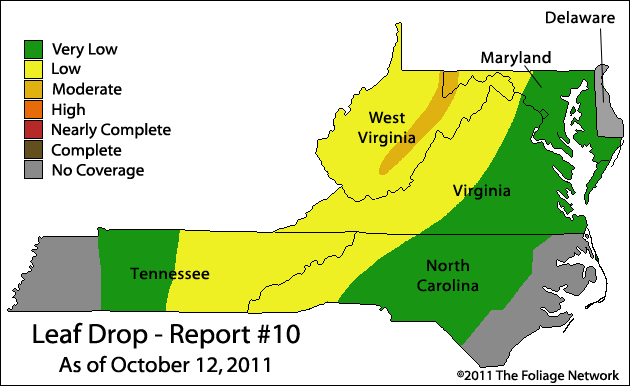 Delaware
Maryland
Very Low
Low
Moderate
High
Nearly Complete
Complete
No Coverage
West
Virginia
Virginia
Tennessee
North
Carolina
Leaf Drop - Report #10
As of October 12, 2011
©2011 The Foliage Network